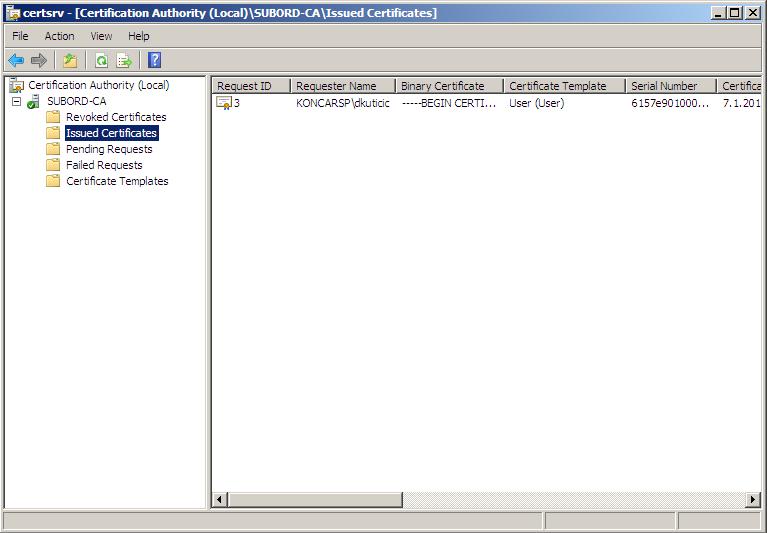 certsrv - [Certification Authority (Local)\SUBORD-CA\Issued Certificates]
File Action View Help
Certification Authority (Local)
SUBORD-CA
Revoked Certificates
Issued Certificates
Pending Requests
Failed Requests
Certificate Templates
Request ID Requester Name Binary Certificate Certificate Template Serial Number Certifica
3 KONCARSP\dkuticic -----BEGIN CERTI... User (User) 6157e901000... 7.1.201